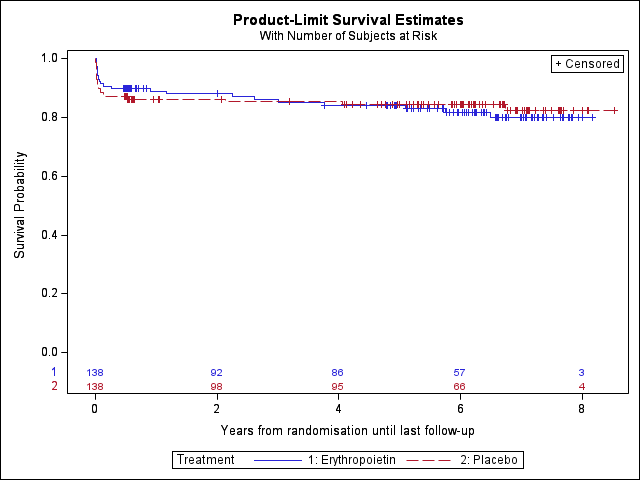 Product-Limit Survival Estimates
With Number of Subjects at Risk
+ Censored
Survival Probability
1.0
0.8
0.6
0.4
0.2
0.0
1 138 92 86 57 3
2 138 98 95 66 4
0 2 4 6 8
Years from randomisation until last follow-up
Treatment 1: Erythropoietin 2: Placebo